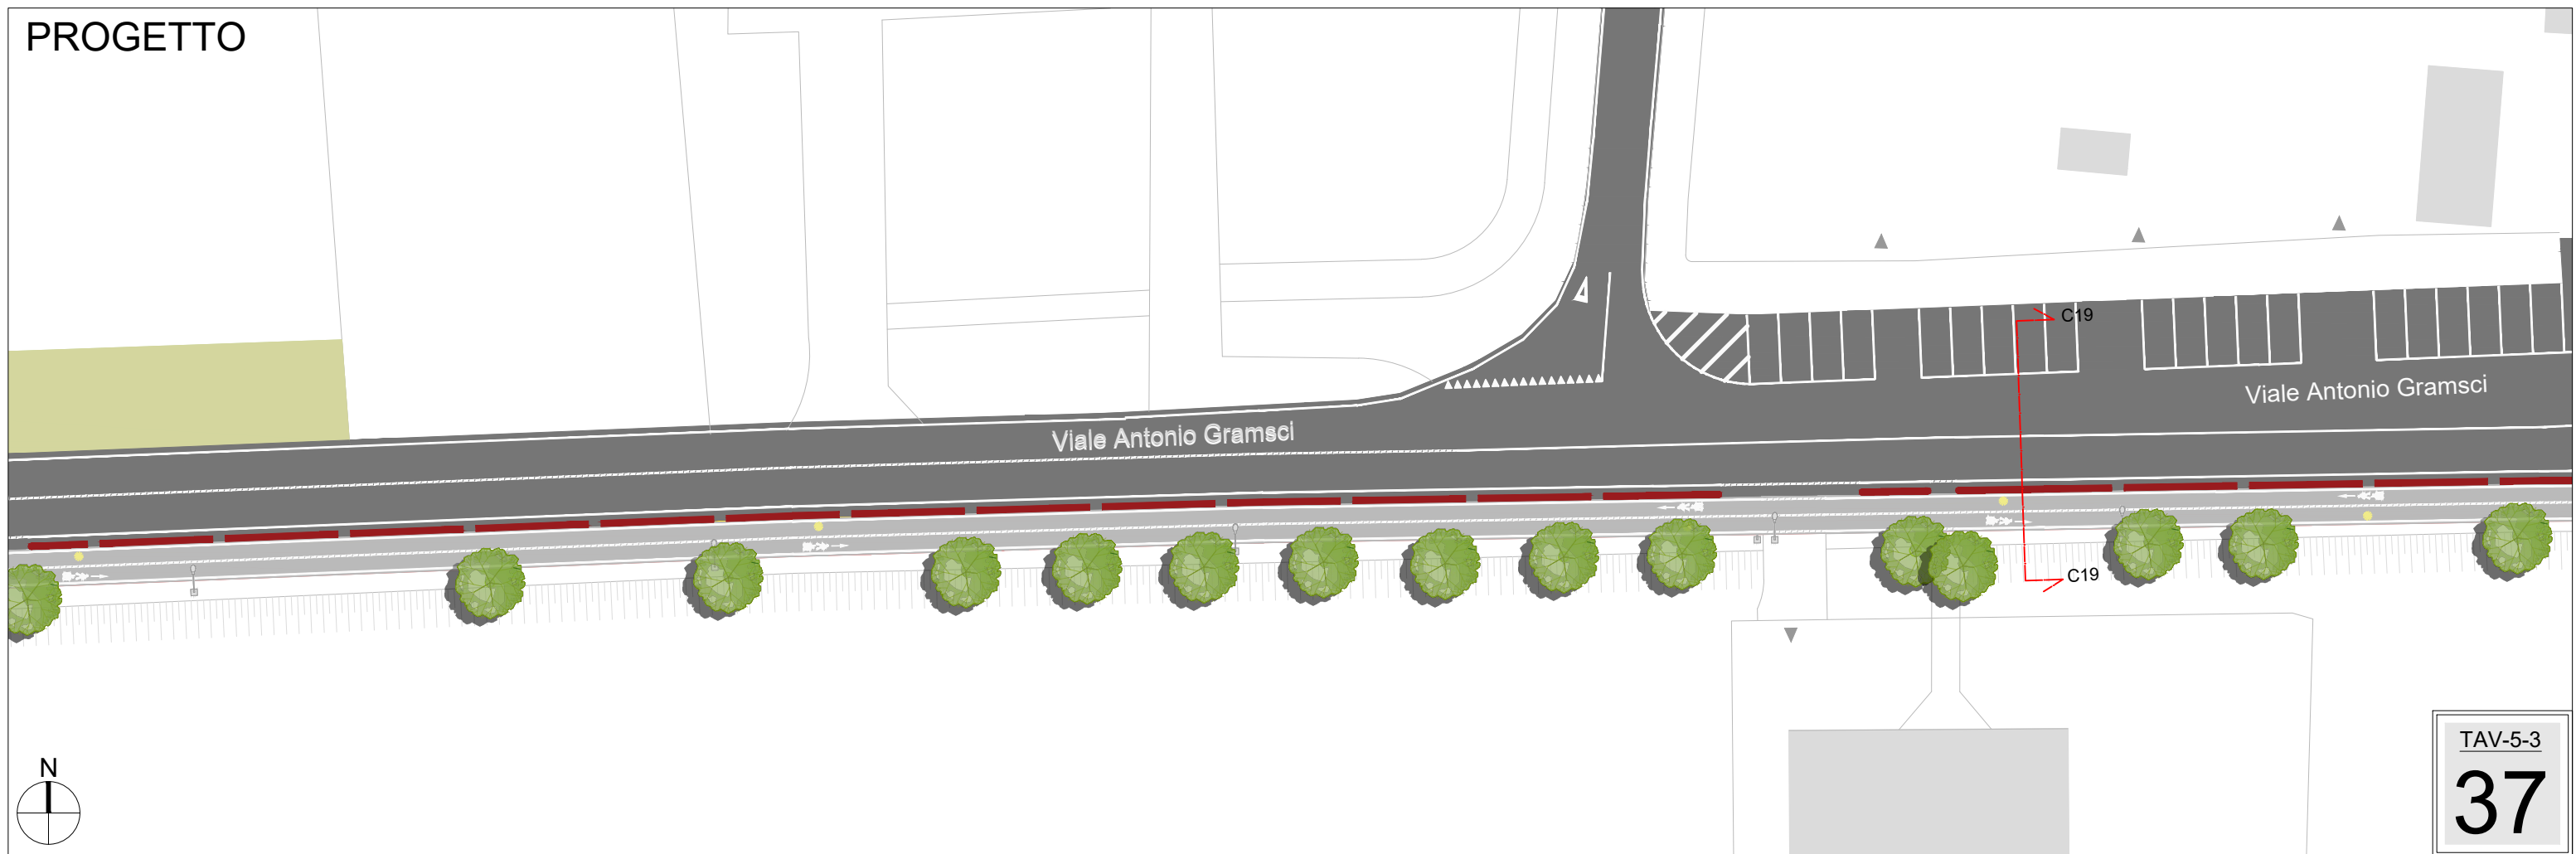 PROGETTO
C19
Viale Antonio Gramsci
Viale Antonio Gramsci
C19
N
TAV-5-3
37